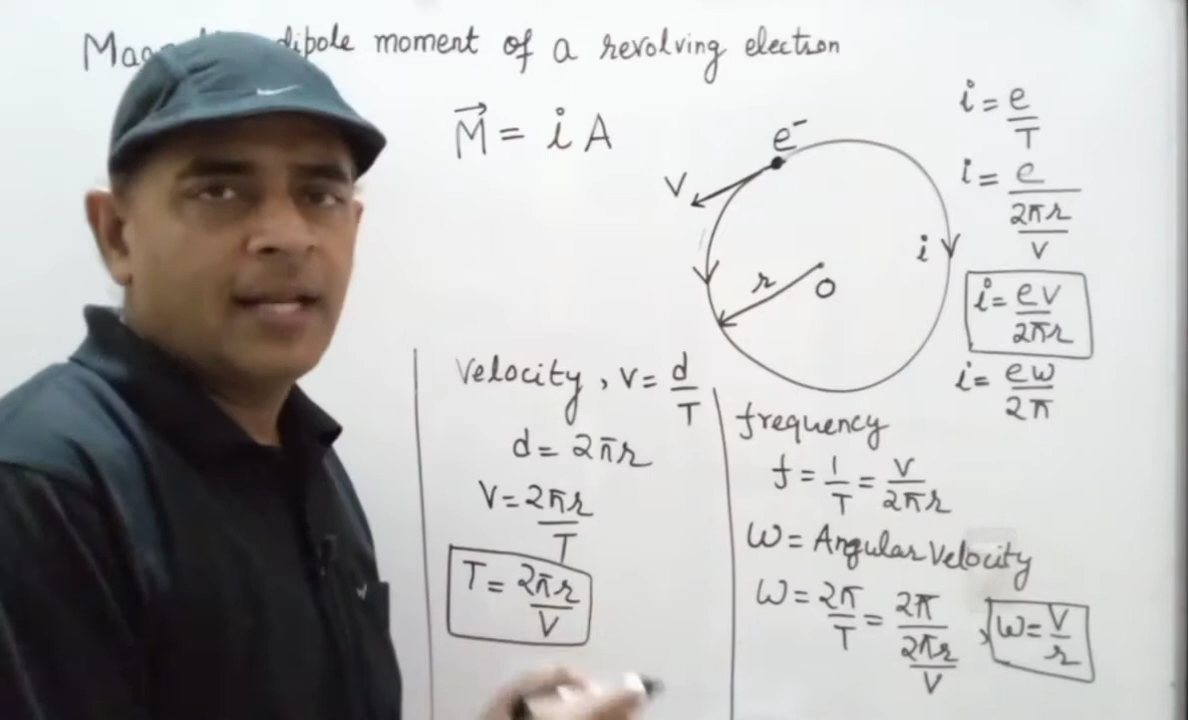 dipole moment of a revolving electron
M⃗ = i A
e⁻
V
r
O
i
i = e/T
i = e/(2πr/V)
i = eV/2πr
i = eω/2π
Velocity, V = d/T
d = 2πr
V = 2πr/T
T = 2πr/V
frequency
f = 1/T = V/2πr
ω = Angular Velocity
ω = 2π/T = 2π/(2πr/V), ω = V/r